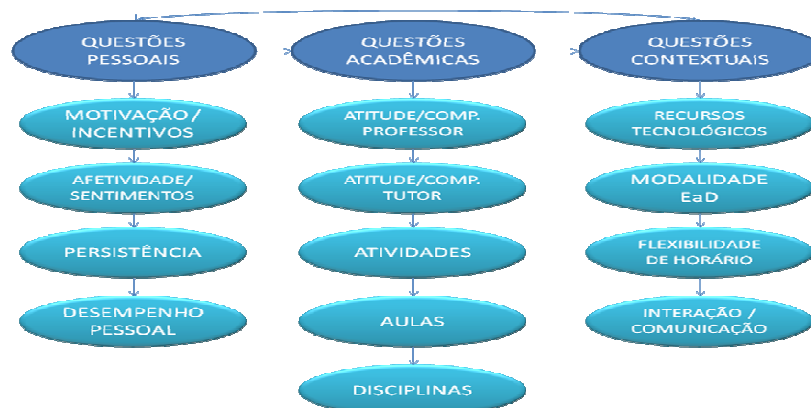 QUESTÕES
PESSOAIS
MOTIVAÇÃO /
INCENTIVOS
AFETIVIDADE/
SENTIMENTOS
PERSISTÊNCIA
DESEMPENHO
PESSOAL
QUESTÕES
ACADÊMICAS
ATITUDE/COMP.
PROFESSOR
ATITUDE/COMP.
TUTOR
ATIVIDADES
AULAS
DISCIPLINAS
QUESTÕES
CONTEXTUAIS
RECURSOS
TECNOLÓGICOS
MODALIDADE
EaD
FLEXIBILIDADE
DE HORÁRIO
INTERAÇÃO /
COMUNICAÇÃO